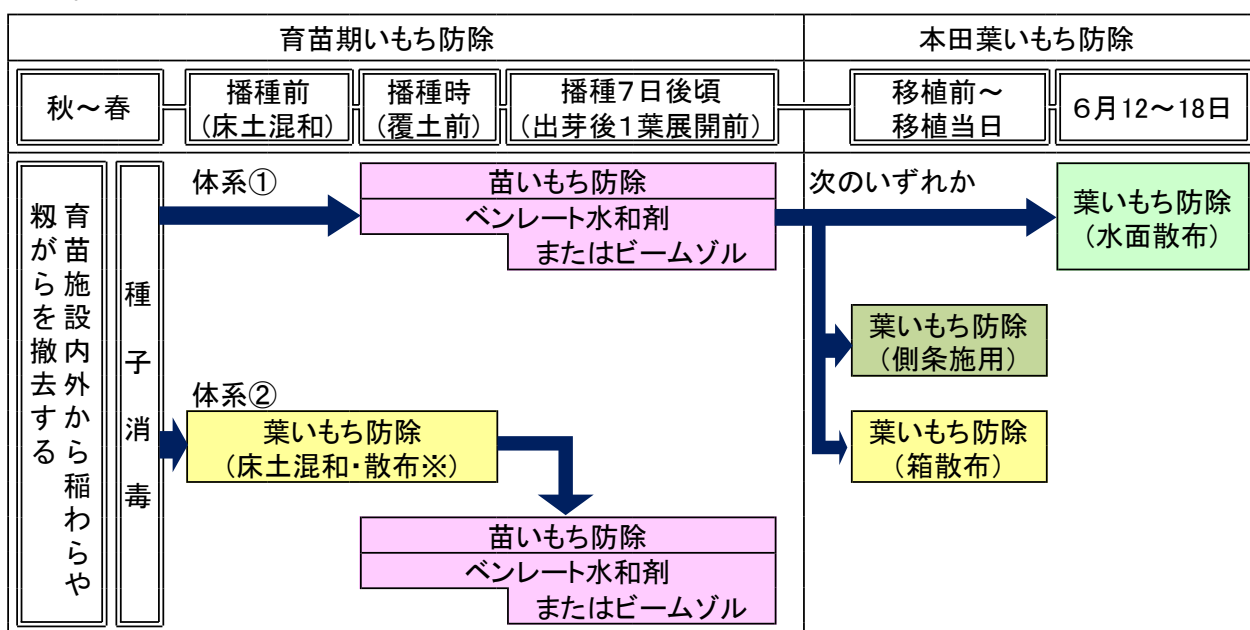 育苗期いもち防除
本田葉いもち防除
秋～春
播種前
(床土混和)
播種時
(覆土前)
播種７日後頃
(出芽後１葉展開前)
移植前～
移植当日
６月12～18日
育苗施設内外から稲わらや
籾がらを撤去する
種子消毒
体系①
苗いもち防除
ベンレート水和剤
またはビームゾル
次のいずれか
葉いもち防除
(水面散布)
葉いもち防除
(側条施用)
葉いもち防除
(箱散布)
体系②
葉いもち防除
(床土混和・散布※)
苗いもち防除
ベンレート水和剤
またはビームゾル